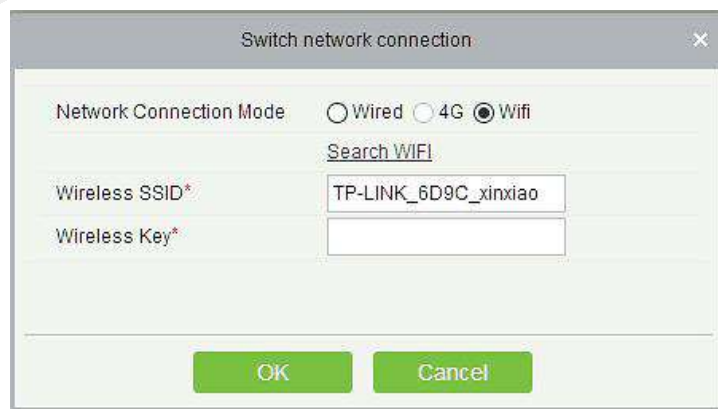 Switch network connection ×
Network Connection Mode Wired 4G Wifi
Search WIFI
Wireless SSID* TP-LINK_6D9C_xinxiao
Wireless Key*
OK Cancel